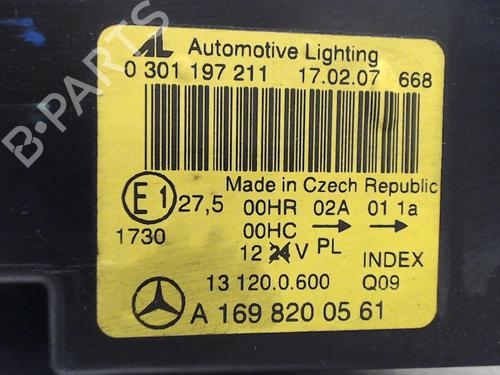 AL Automotive Lighting
0 301 197 211 17.02.07 668
Made in Czech Republic
E1 27,5 00HR 02A 01 1a
1730 00HC → →
12 24 V PL INDEX
13 120.0.600 Q09
A 169 820 05 61
B-PARTS